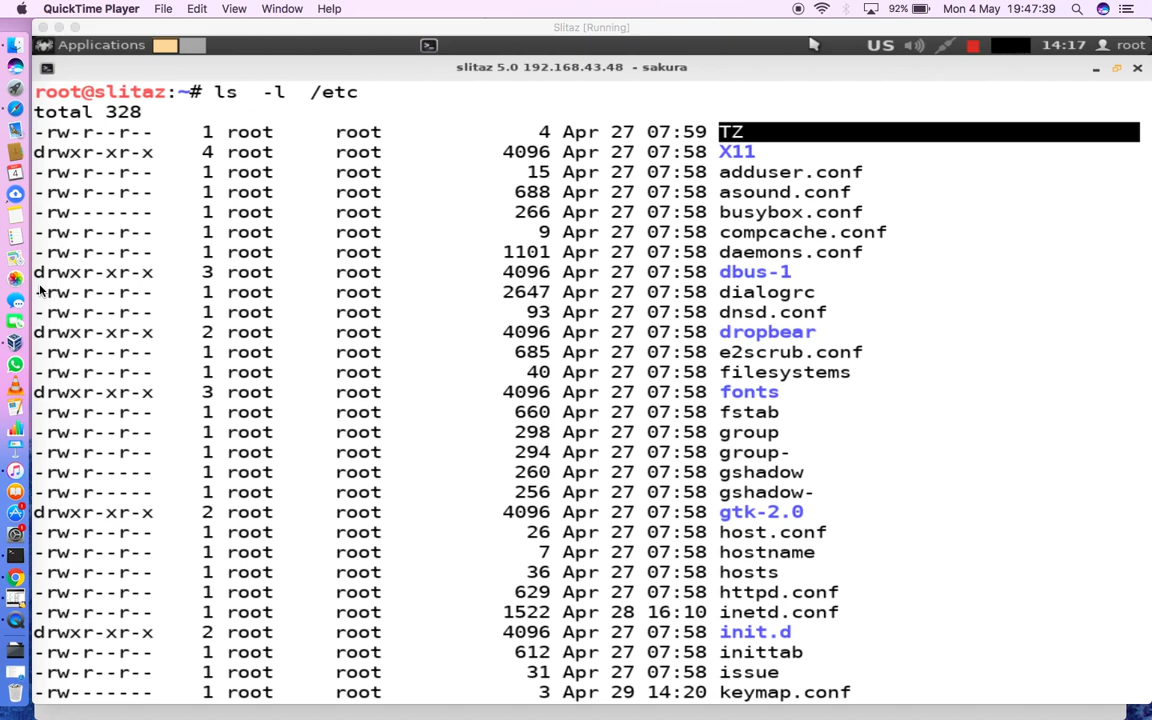 QuickTime Player File Edit View Window Help 92% Mon 4 May 19:47:39
Slitaz [Running]
Applications US 14:17 root
slitaz 5.0 192.168.43.48 - sakura
root@slitaz:~# ls -l /etc
total 328
-rw-r--r-- 1 root root 4 Apr 27 07:59 TZ
drwxr-xr-x 4 root root 4096 Apr 27 07:58 X11
-rw-r--r-- 1 root root 15 Apr 27 07:58 adduser.conf
-rw-r--r-- 1 root root 688 Apr 27 07:58 asound.conf
-rw------- 1 root root 266 Apr 27 07:58 busybox.conf
-rw-r--r-- 1 root root 9 Apr 27 07:58 compcache.conf
-rw-r--r-- 1 root root 1101 Apr 27 07:58 daemons.conf
drwxr-xr-x 3 root root 4096 Apr 27 07:58 dbus-1
-rw-r--r-- 1 root root 2647 Apr 27 07:58 dialogrc
-rw-r--r-- 1 root root 93 Apr 27 07:58 dnsd.conf
drwxr-xr-x 2 root root 4096 Apr 27 07:58 dropbear
-rw-r--r-- 1 root root 685 Apr 27 07:58 e2scrub.conf
-rw-r--r-- 1 root root 40 Apr 27 07:58 filesystems
drwxr-xr-x 3 root root 4096 Apr 27 07:58 fonts
-rw-r--r-- 1 root root 660 Apr 27 07:58 fstab
-rw-r--r-- 1 root root 298 Apr 27 07:58 group
-rw-r--r-- 1 root root 294 Apr 27 07:58 group-
-rw-r----- 1 root root 260 Apr 27 07:58 gshadow
-rw-r----- 1 root root 256 Apr 27 07:58 gshadow-
drwxr-xr-x 2 root root 4096 Apr 27 07:58 gtk-2.0
-rw-r--r-- 1 root root 26 Apr 27 07:58 host.conf
-rw-r--r-- 1 root root 7 Apr 27 07:58 hostname
-rw-r--r-- 1 root root 36 Apr 27 07:58 hosts
-rw-r--r-- 1 root root 629 Apr 27 07:58 httpd.conf
-rw-r--r-- 1 root root 1522 Apr 28 16:10 inetd.conf
drwxr-xr-x 2 root root 4096 Apr 27 07:58 init.d
-rw-r--r-- 1 root root 612 Apr 27 07:58 inittab
-rw-r--r-- 1 root root 31 Apr 27 07:58 issue
-rw------- 1 root root 3 Apr 29 14:20 keymap.conf